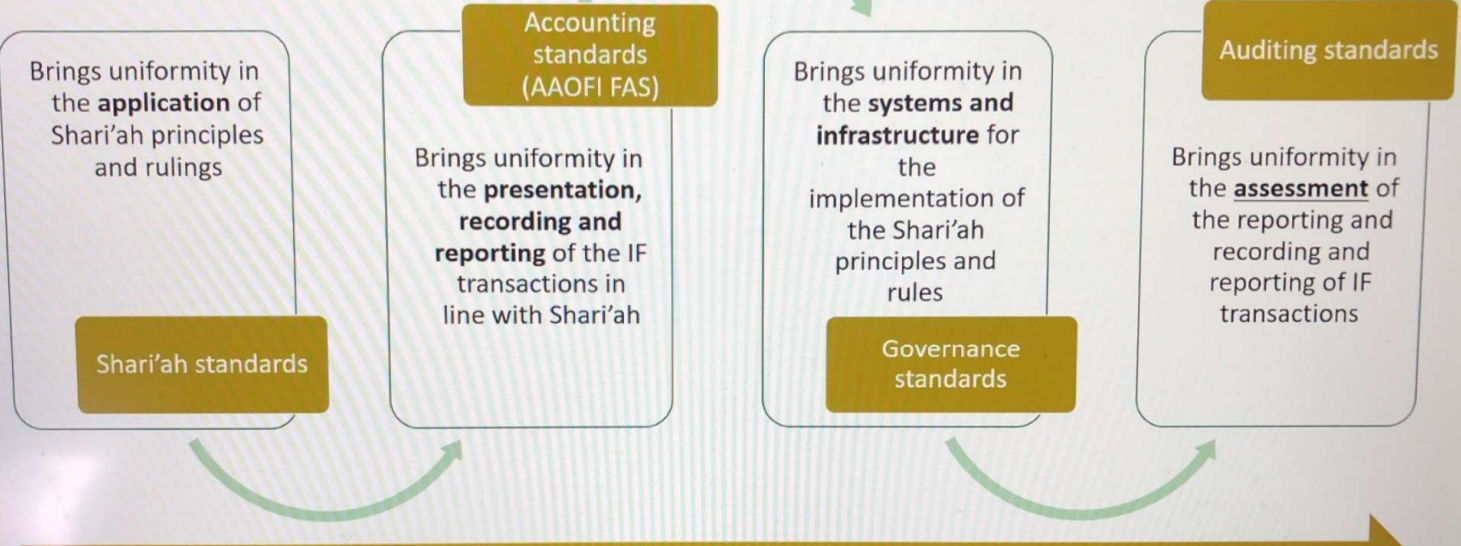 Brings uniformity in
the application of
Shari'ah principles
and rulings
Shari'ah standards
Accounting
standards
(AAOFI FAS)
Brings uniformity in
the presentation,
recording and
reporting of the IF
transactions in
line with Shari'ah
Brings uniformity in
the systems and
infrastructure for
the
implementation of
the Shari'ah
principles and
rules
Governance
standards
Auditing standards
Brings uniformity in
the assessment of
the reporting and
recording and
reporting of IF
transactions